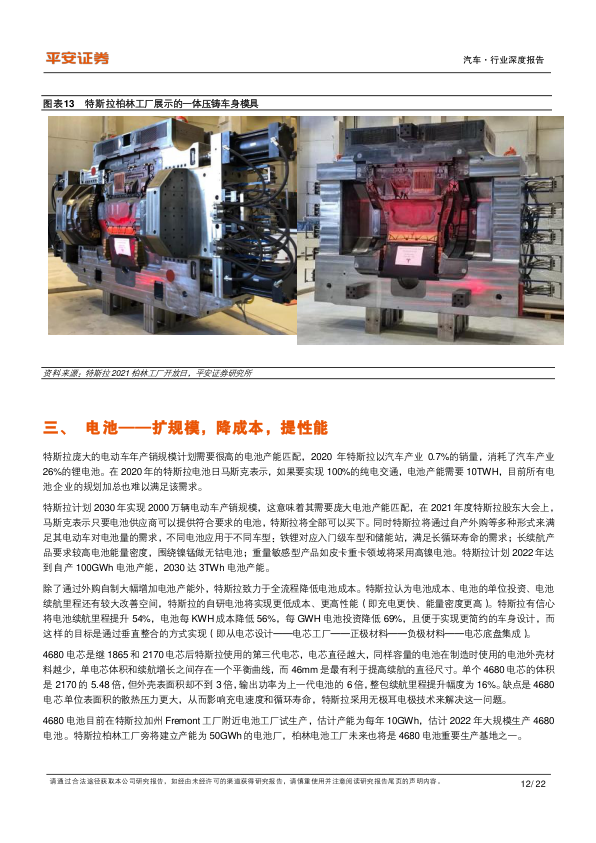 平安证券
汽车·行业深度报告
图表13 特斯拉柏林工厂展示的一体压铸车身模具
资料来源：特斯拉 2021 柏林工厂开放日，平安证券研究所
三、 电池——扩规模，降成本，提性能
特斯拉庞大的电动车年产销规模计划需要很高的电池产能匹配，2020 年特斯拉以汽车产业 0.7%的销量，消耗了汽车产业
26%的锂电池。在 2020 年的特斯拉电池日马斯克表示，如果要实现 100%的纯电交通，电池产能需要 10TWH，目前所有电
池企业的规划加总也难以满足该需求。
特斯拉计划 2030 年实现 2000 万辆电动车产销规模，这意味着其需要庞大电池产能匹配，在 2021 年度特斯拉股东大会上，
马斯克表示只要电池供应商可以提供符合要求的电池，特斯拉将全部可以买下。同时特斯拉将通过自产外购等多种形式来满
足其电动车对电池量的需求，不同电池应用于不同车型：铁锂对应入门级车型和储能站，满足长循环寿命的需求；长续航产
品要求较高电池能量密度，围绕镍锰做无钴电池；重量敏感型产品如皮卡重卡领域将采用高镍电池。特斯拉计划 2022 年达
到自产 100GWh 电池产能，2030 达 3TWh 电池产能。
除了通过外购自制大幅增加电池产能外，特斯拉致力于全流程降低电池成本。特斯拉认为电池成本、电池的单位投资、电池
续航里程还有较大改善空间，特斯拉的自研电池将实现更低成本、更高性能（即充电更快、能量密度更高）。特斯拉有信心
将电池续航里程提升 54%，电池每 KWH 成本降低 56%，每 GWH 电池投资降低 69%，且便于实现更简约的车身设计，而
这样的目标是通过垂直整合的方式实现（即从电芯设计——电芯工厂——正极材料——负极材料——电芯底盘集成）。
4680 电芯是继 1865 和 2170 电芯后特斯拉使用的第三代电芯，电芯直径越大，同样容量的电池在制造时使用的电池外壳材
料越少，单电芯体积和续航增长之间存在一个平衡曲线，而 46mm 是最有利于提高续航的直径尺寸。单个 4680 电芯的体积
是 2170 的 5.48 倍，但外壳表面积却不到 3 倍，输出功率为上一代电池的 6 倍，整包续航里程提升幅度为 16%。缺点是 4680
电芯单位表面积的散热压力更大，从而影响充电速度和循环寿命，特斯拉采用无极耳电极技术来解决这一问题。
4680 电池目前在特斯拉加州 Fremont 工厂附近电池工厂试生产，估计产能为每年 10GWh，估计 2022 年大规模生产 4680
电池。特斯拉柏林工厂旁将建立产能为 50GWh 的电池厂，柏林电池工厂未来也将是 4680 电池重要生产基地之一。
请通过合法途径获取本公司研究报告，如经由未经许可的渠道获得研究报告，请慎重使用并注意阅读研究报告尾页的声明内容。
12/ 22